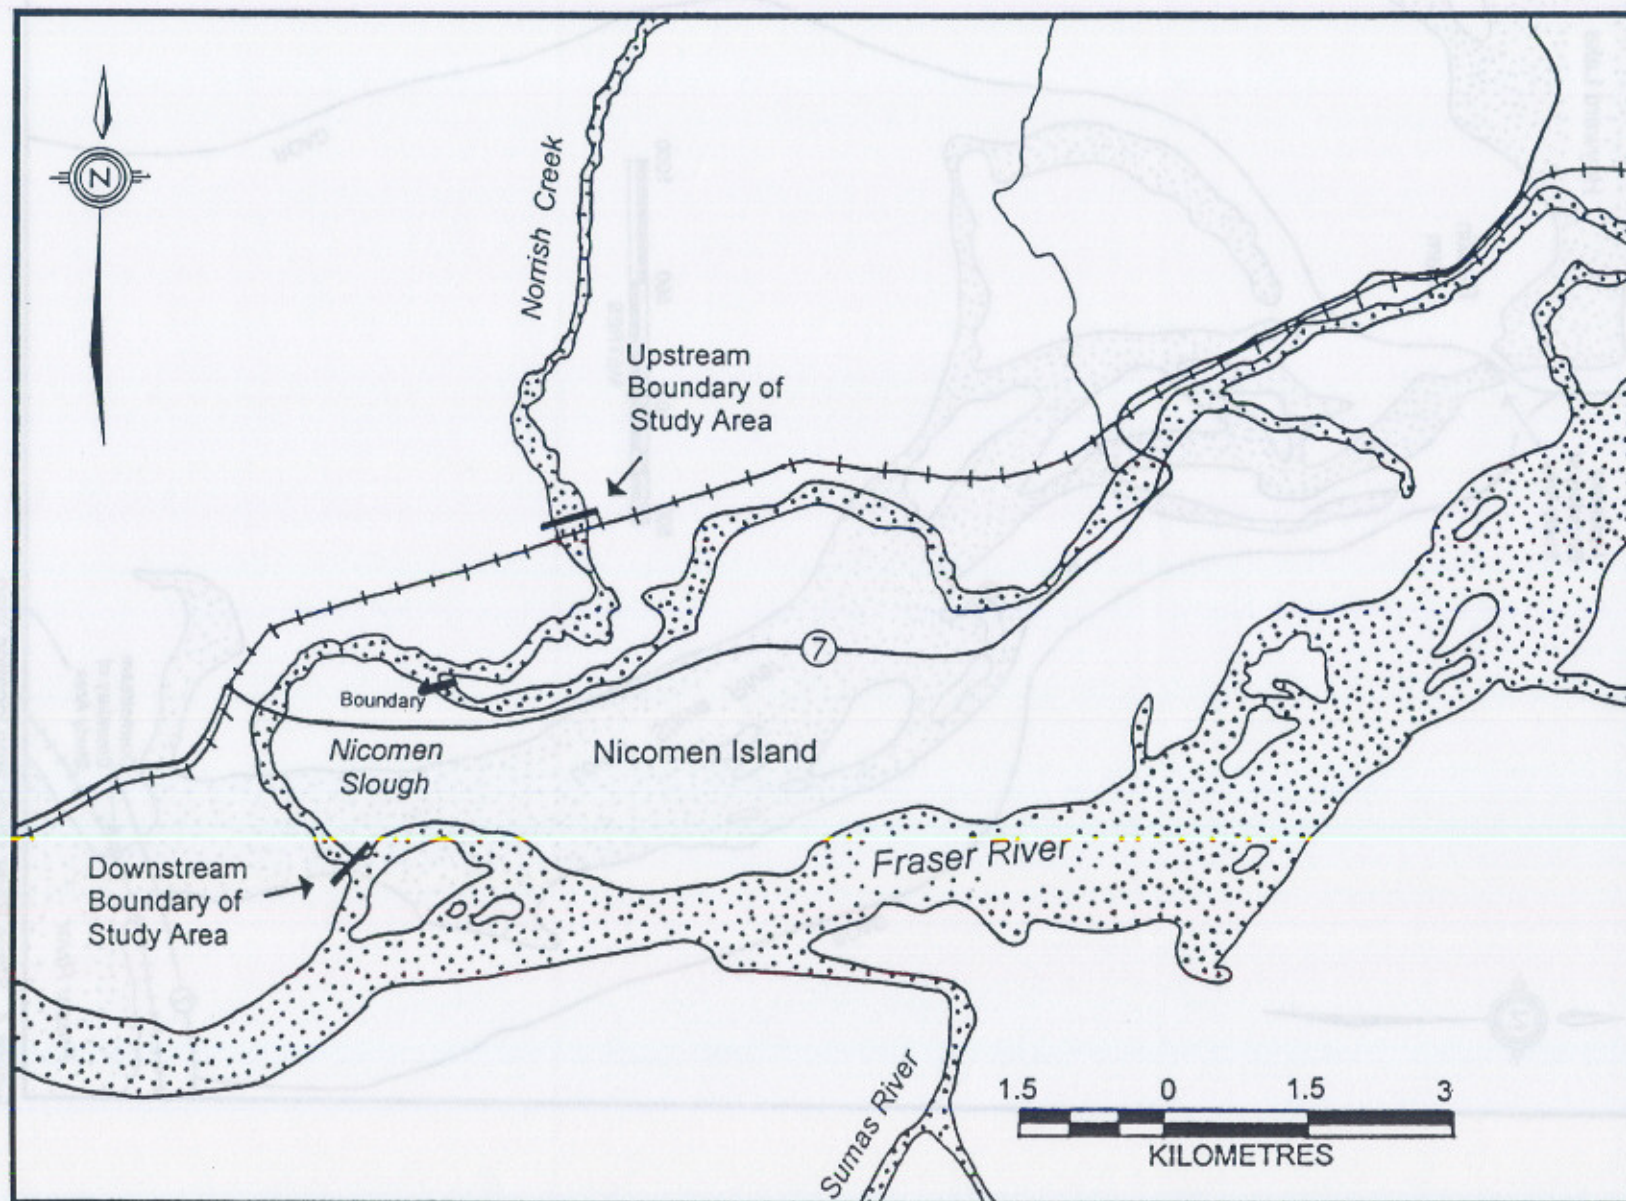 N
Norrish Creek
Upstream
Boundary of
Study Area
7
Boundary
Nicomen
Slough
Nicomen Island
Fraser River
Downstream
Boundary of
Study Area
Sumas River
1.5 0 1.5 3
KILOMETRES